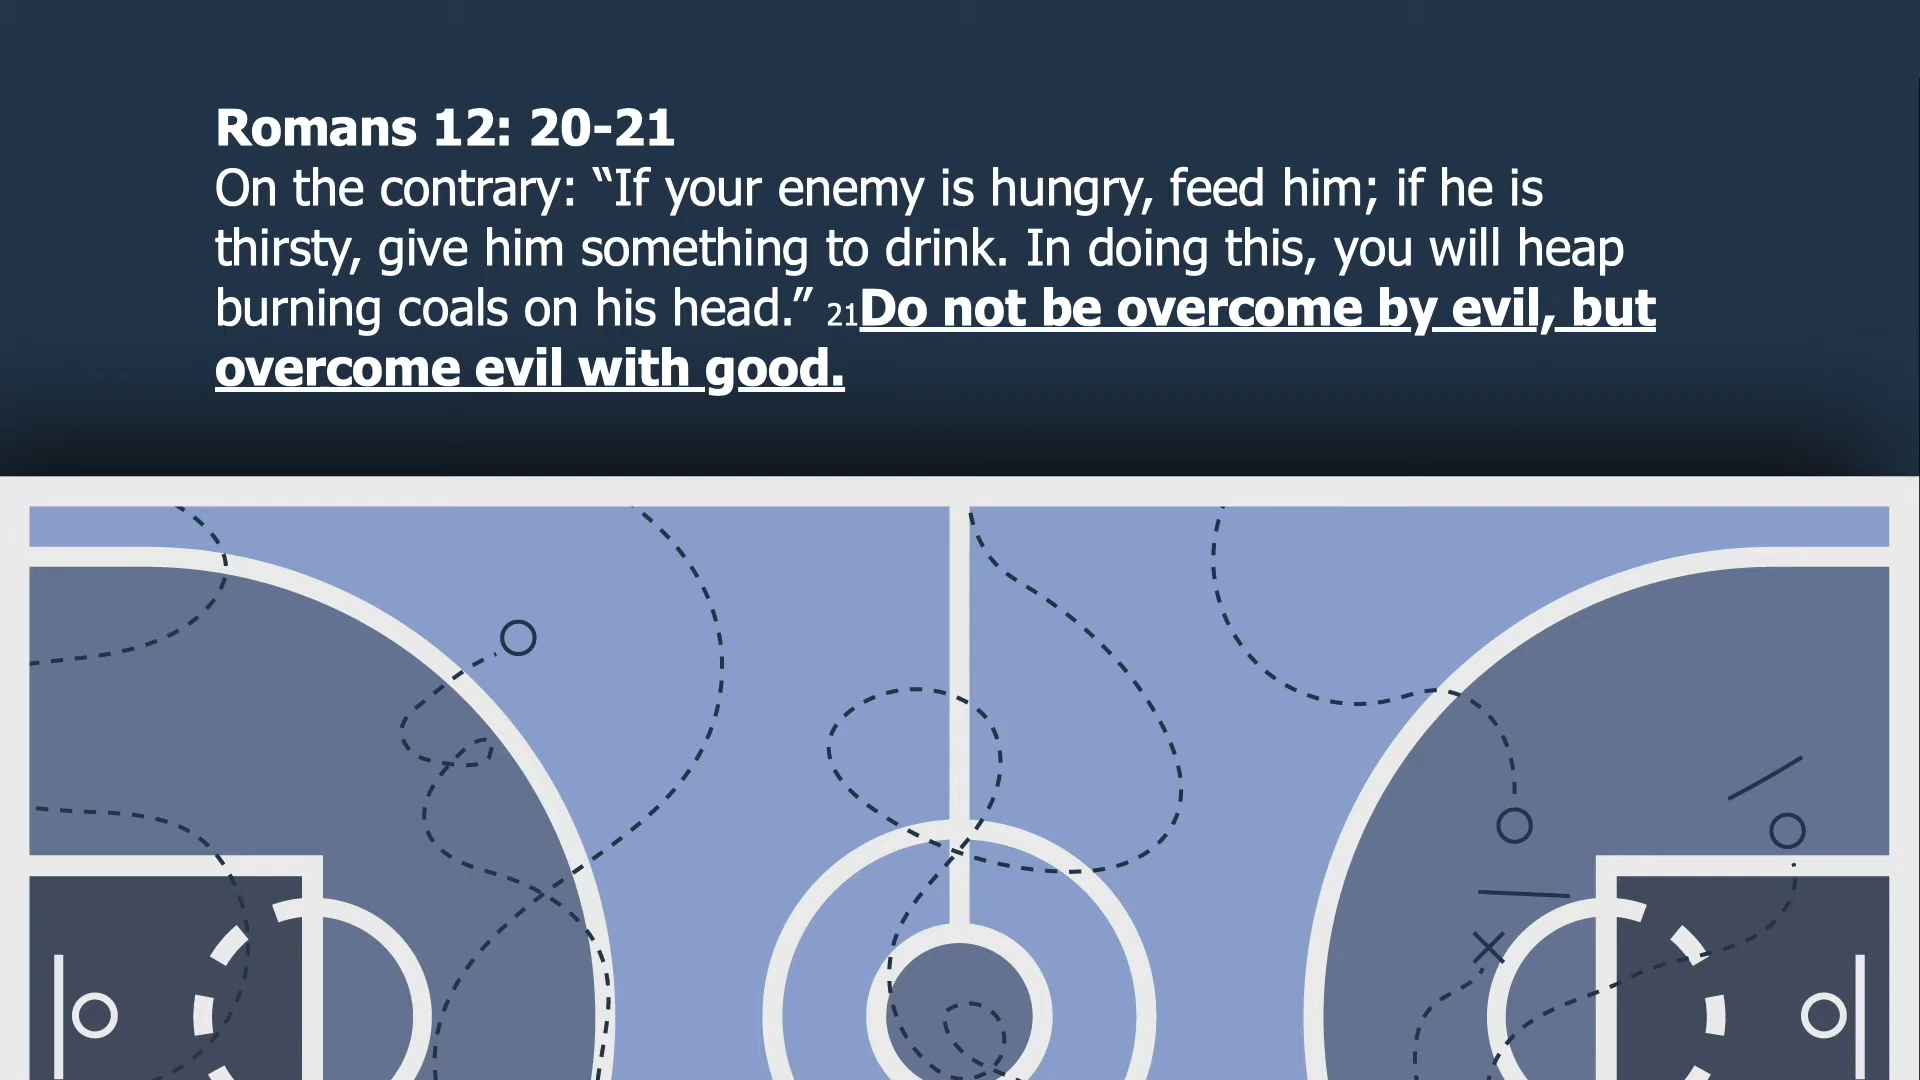 Romans 12: 20-21
On the contrary: “If your enemy is hungry, feed him; if he is
thirsty, give him something to drink. In doing this, you will heap
burning coals on his head.” 21Do not be overcome by evil, but
overcome evil with good.